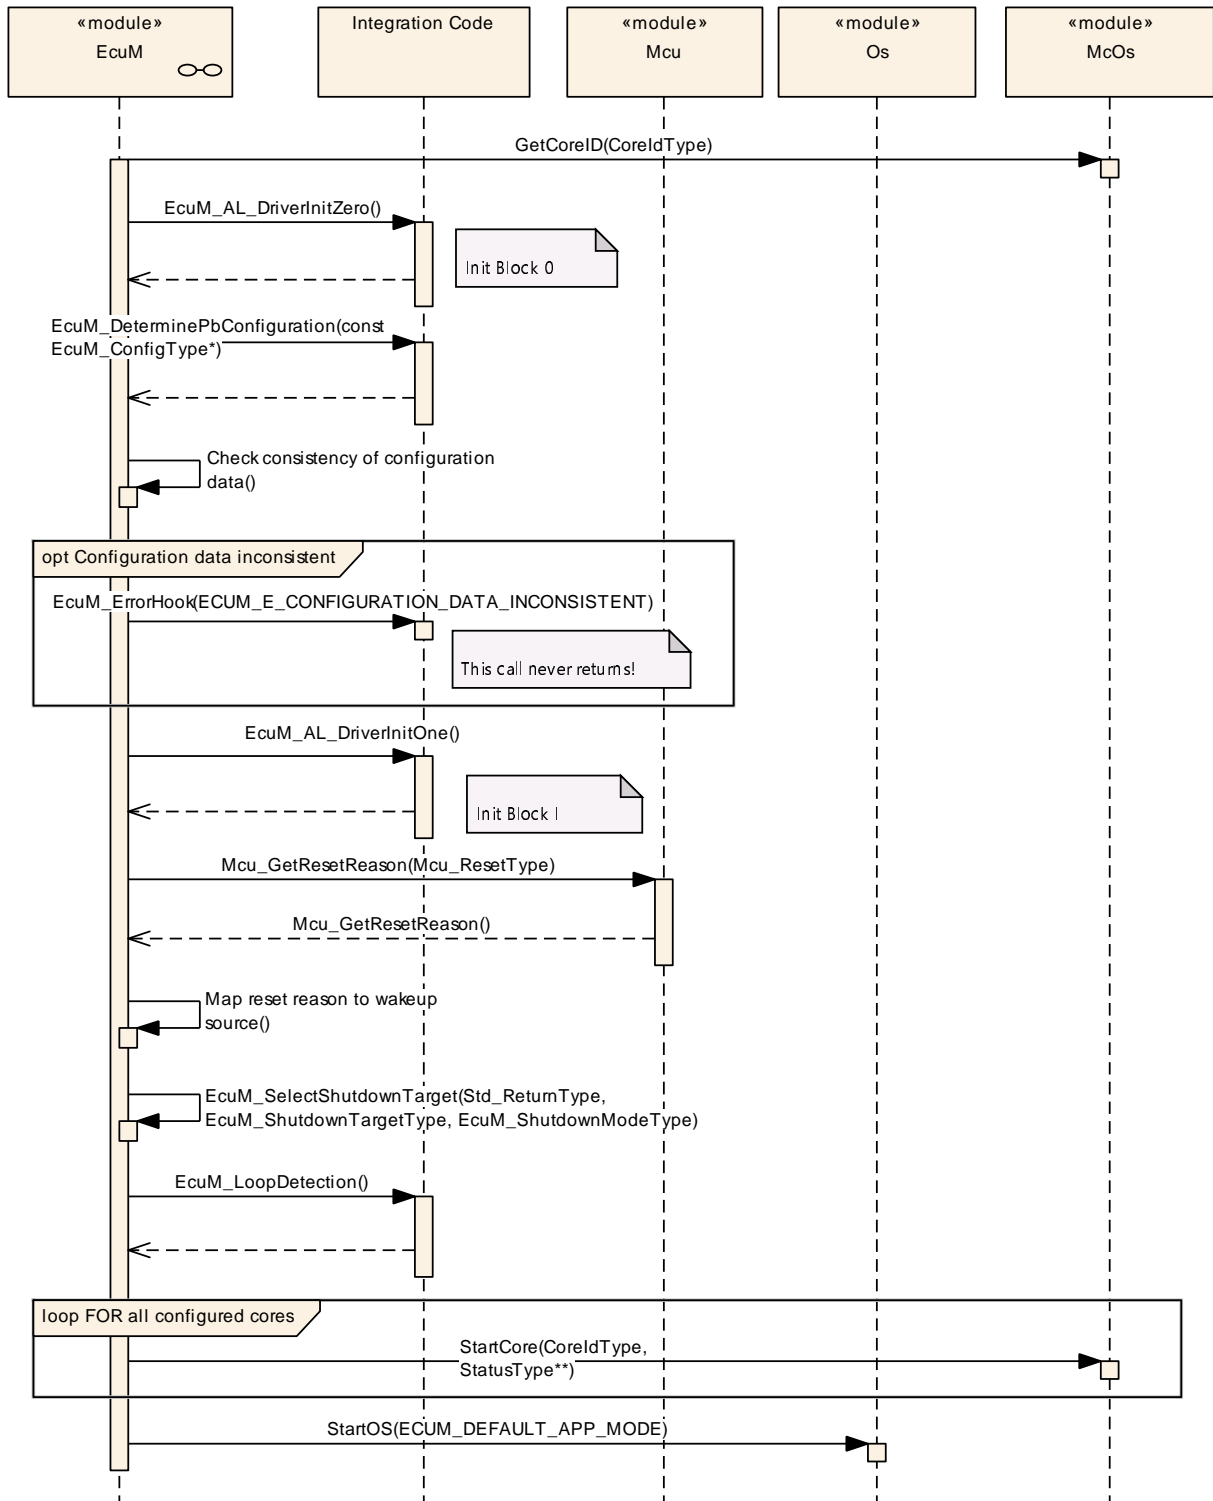 «module»
EcuM
Integration Code
«module»
Mcu
«module»
Os
«module»
McOs
GetCoreID(CoreIdType)
EcuM_AL_DriverInitZero()
Init Block 0
EcuM_DeterminePbConfiguration(const
EcuM_ConfigType*)
Check consistency of configuration
data()
opt Configuration data inconsistent
EcuM_ErrorHook(ECUM_E_CONFIGURATION_DATA_INCONSISTENT)
This call never returns!
EcuM_AL_DriverInitOne()
Init Block I
Mcu_GetResetReason(Mcu_ResetType)
Mcu_GetResetReason()
Map reset reason to wakeup
source()
EcuM_SelectShutdownTarget(Std_ReturnType,
EcuM_ShutdownTargetType, EcuM_ShutdownModeType)
EcuM_LoopDetection()
loop FOR all configured cores
StartCore(CoreIdType,
StatusType**)
StartOS(ECUM_DEFAULT_APP_MODE)